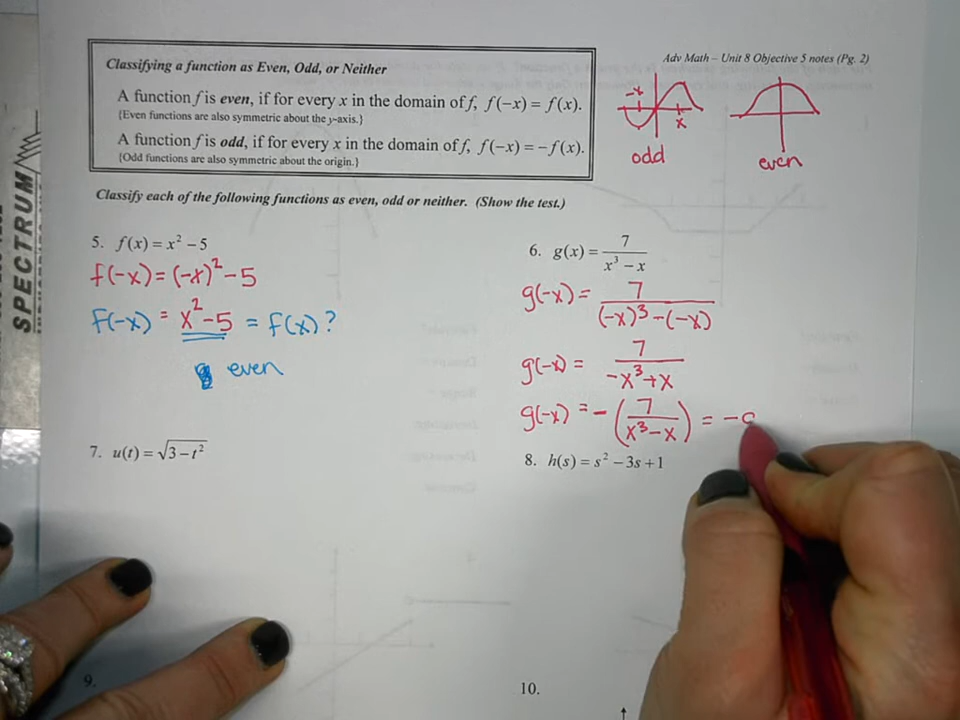 Adv Math – Unit 8 Objective 5 notes (Pg. 2)
Classifying a function as Even, Odd, or Neither
A function f is even, if for every x in the domain of f, f(−x) = f(x).
{Even functions are also symmetric about the y-axis.}
A function f is odd, if for every x in the domain of f, f(−x) = −f(x).
{Odd functions are also symmetric about the origin.}
-x
x
odd
even
Classify each of the following functions as even, odd or neither. (Show the test.)
5. f(x) = x² − 5
f(-x) = (-x)² - 5
f(-x) = x² - 5 = f(x)?
even
6. g(x) = 7 / (x³ − x)
g(-x) = 7 / ((-x)³ - (-x))
g(-x) = 7 / (-x³ + x)
g(-x) = - (7 / (x³ - x)) = -g
7. u(t) = √(3 − t²)
8. h(s) = s² − 3s + 1
9.
10.
SPECTRUM